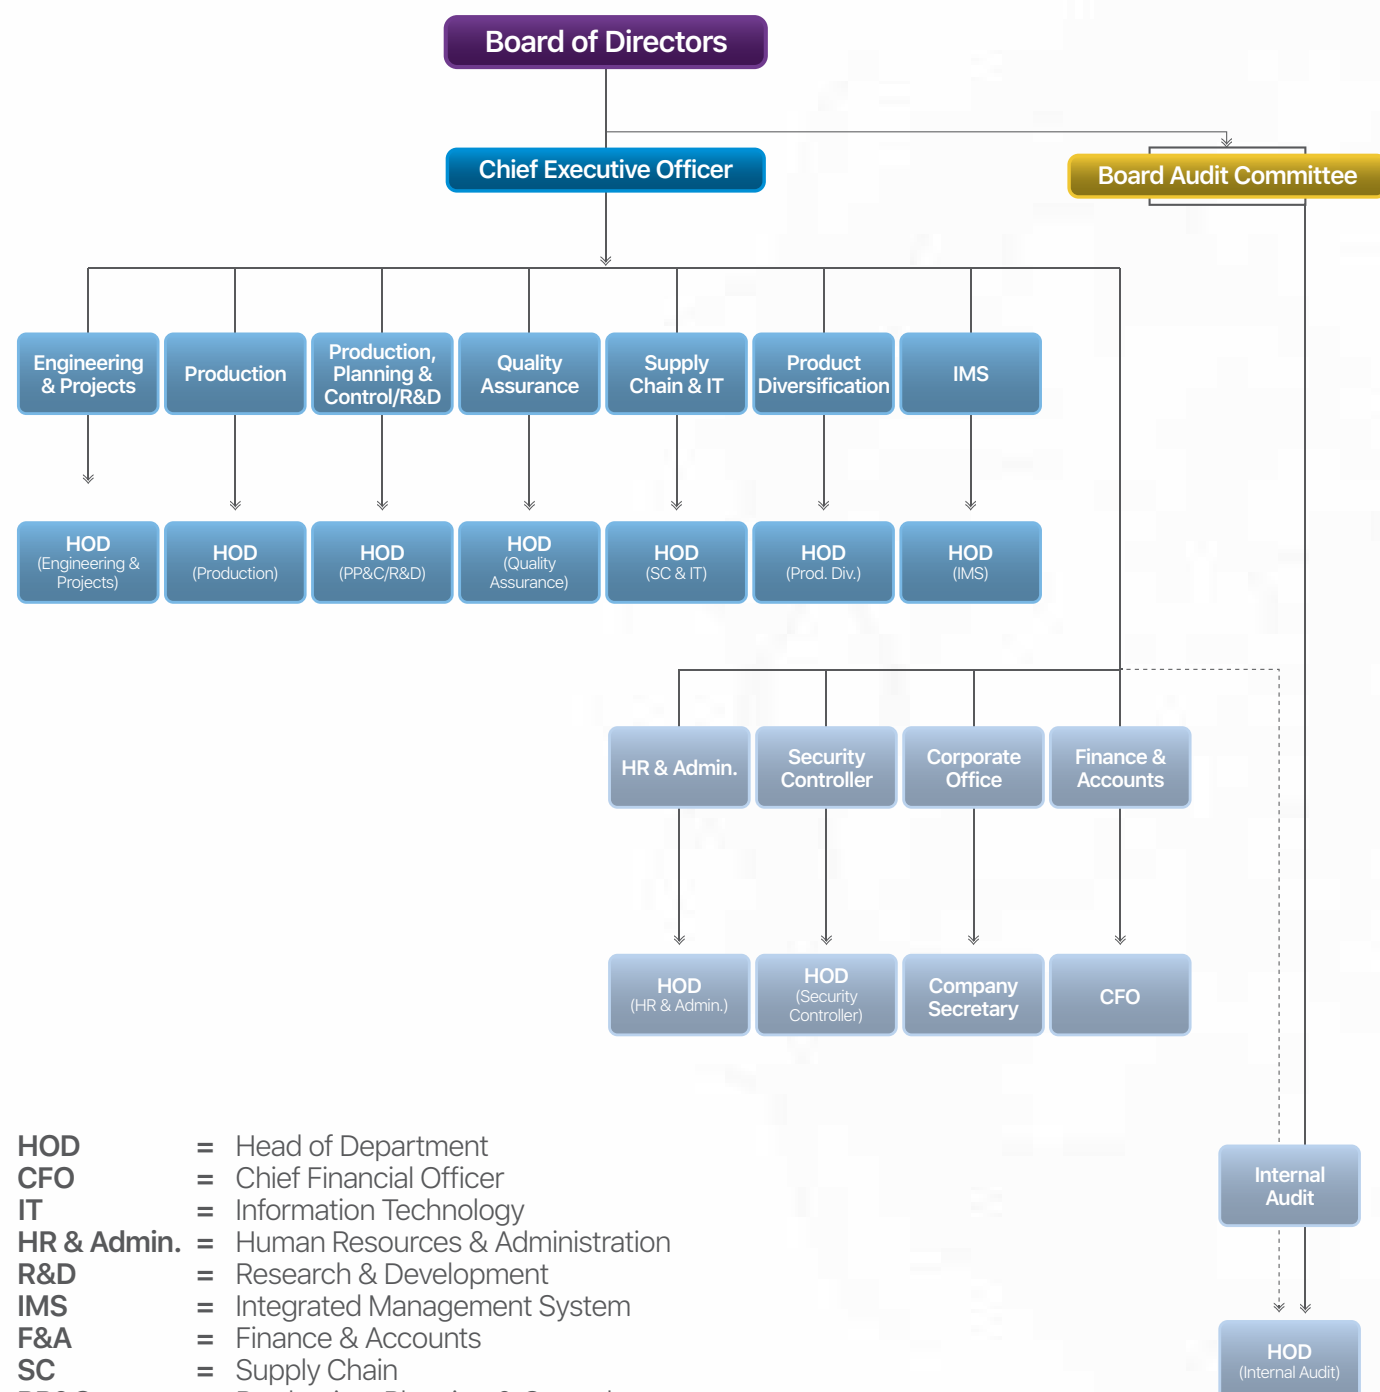 Board of Directors
Chief Executive Officer
Board Audit Committee
Engineering
& Projects
Production
Production,
Planning &
Control/R&D
Quality
Assurance
Supply
Chain & IT
Product
Diversification
IMS
HOD
(Engineering &
Projects)
HOD
(Production)
HOD
(PP&C/R&D)
HOD
(Quality
Assurance)
HOD
(SC & IT)
HOD
(Prod. Div.)
HOD
(IMS)
HR & Admin.
Security
Controller
Corporate
Office
Finance &
Accounts
HOD
(HR & Admin.)
HOD
(Security
Controller)
Company
Secretary
CFO
Internal
Audit
HOD
(Internal Audit)
HOD = Head of Department
CFO = Chief Financial Officer
IT = Information Technology
HR & Admin. = Human Resources & Administration
R&D = Research & Development
IMS = Integrated Management System
F&A = Finance & Accounts
SC = Supply Chain